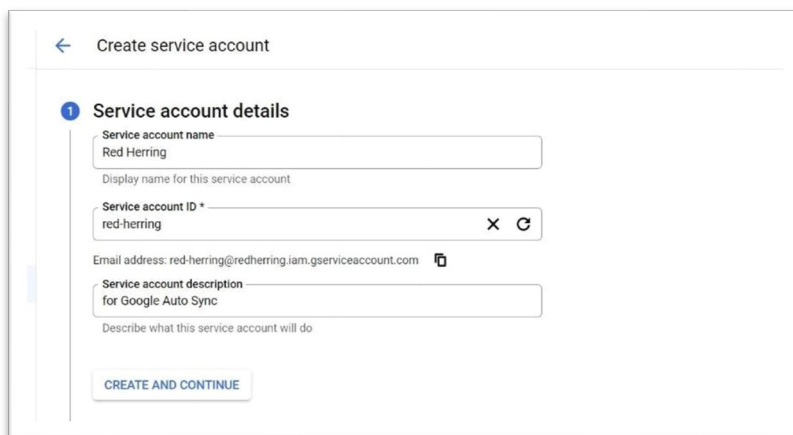 Create service account
1 Service account details
Service account name
Red Herring
Display name for this service account
Service account ID *
red-herring
Email address: red-herring@redherring.iam.gserviceaccount.com
Service account description
for Google Auto Sync
Describe what this service account will do
CREATE AND CONTINUE